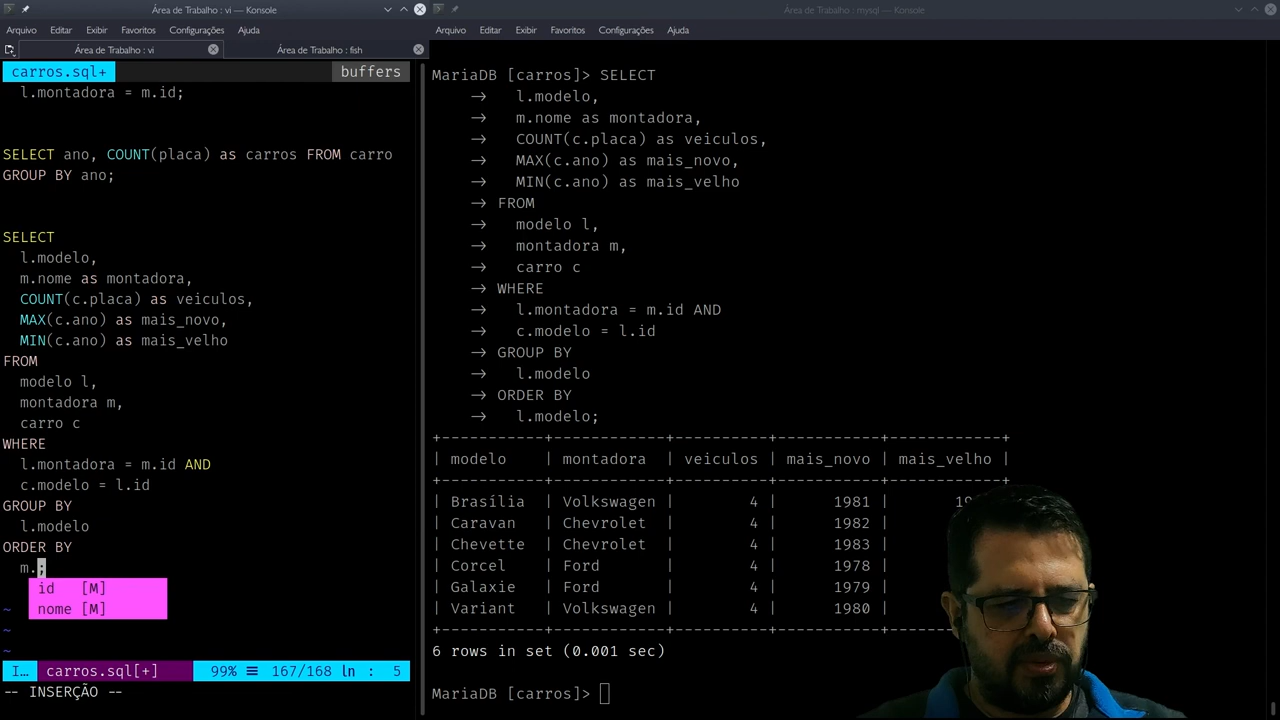 Área de Trabalho : vi — Konsole
Arquivo Editar Exibir Favoritos Configurações Ajuda
Área de Trabalho : vi
Área de Trabalho : fish
carros.sql+
buffers
l.montadora = m.id;
SELECT ano, COUNT(placa) as carros FROM carro
GROUP BY ano;
SELECT
l.modelo,
m.nome as montadora,
COUNT(c.placa) as veiculos,
MAX(c.ano) as mais_novo,
MIN(c.ano) as mais_velho
FROM
modelo l,
montadora m,
carro c
WHERE
l.montadora = m.id AND
c.modelo = l.id
GROUP BY
l.modelo
ORDER BY
m.;
id [M]
~ nome [M]
~
~
I… carros.sql[+] 99% ≡ 167/168 ln : 5
-- INSERÇÃO --
Área de Trabalho : mysql — Konsole
Arquivo Editar Exibir Favoritos Configurações Ajuda
MariaDB [carros]> SELECT
-> l.modelo,
-> m.nome as montadora,
-> COUNT(c.placa) as veiculos,
-> MAX(c.ano) as mais_novo,
-> MIN(c.ano) as mais_velho
-> FROM
-> modelo l,
-> montadora m,
-> carro c
-> WHERE
-> l.montadora = m.id AND
-> c.modelo = l.id
-> GROUP BY
-> l.modelo
-> ORDER BY
-> l.modelo;
+-----------+------------+----------+-----------+------------+
| modelo | montadora | veiculos | mais_novo | mais_velho |
+-----------+------------+----------+-----------+------------+
| Brasília | Volkswagen | 4 | 1981 |
| Caravan | Chevrolet | 4 | 1982 |
| Chevette | Chevrolet | 4 | 1983 |
| Corcel | Ford | 4 | 1978 |
| Galaxie | Ford | 4 | 1979 |
| Variant | Volkswagen | 4 | 1980 |
+-----------+------------+----------+-----------+------------+
6 rows in set (0.001 sec)
MariaDB [carros]>